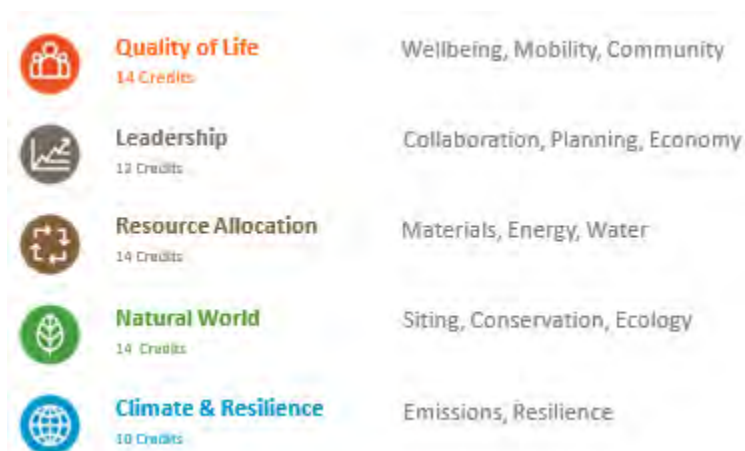 Quality of Life
14 Credits
Wellbeing, Mobility, Community
Leadership
12 Credits
Collaboration, Planning, Economy
Resource Allocation
14 Credits
Materials, Energy, Water
Natural World
14 Credits
Siting, Conservation, Ecology
Climate & Resilience
10 Credits
Emissions, Resilience